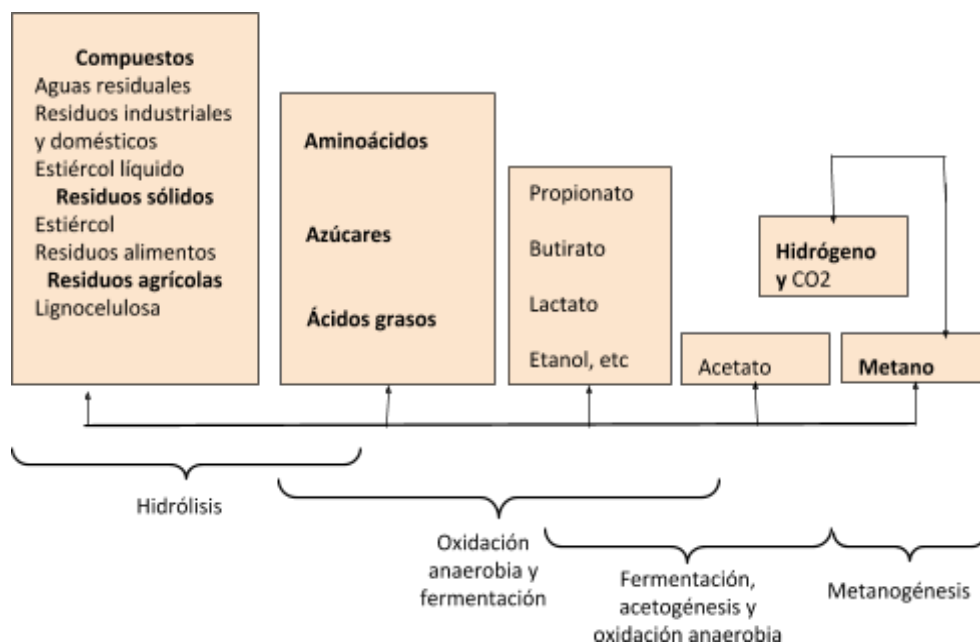 Compuestos
Aguas residuales
Residuos industriales
y domésticos
Estiércol líquido
Residuos sólidos
Estiércol
Residuos alimentos
Residuos agrícolas
Lignocelulosa
Aminoácidos
Azúcares
Ácidos grasos
Propionato
Butirato
Lactato
Etanol, etc
Hidrógeno
y CO2
Acetato
Metano
Hidrólisis
Oxidación
anaerobia y
fermentación
Fermentación,
acetogénesis y
oxidación anaerobia
Metanogénesis